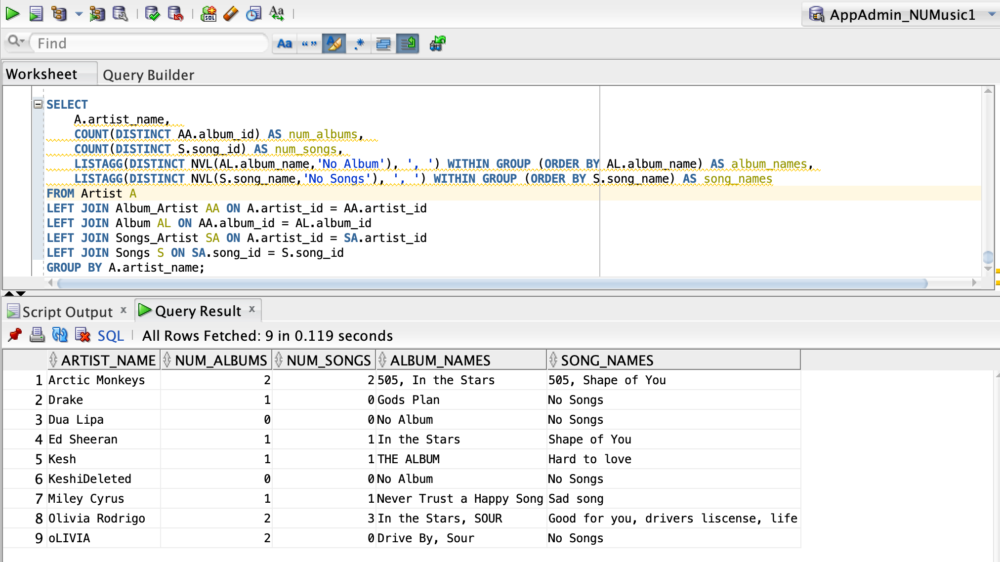 AppAdmin_NUMusic1
Find
Aa “ ” .*
Worksheet Query Builder
SELECT
A.artist_name,
COUNT(DISTINCT AA.album_id) AS num_albums,
COUNT(DISTINCT S.song_id) AS num_songs,
LISTAGG(DISTINCT NVL(AL.album_name,'No Album'), ', ') WITHIN GROUP (ORDER BY AL.album_name) AS album_names,
LISTAGG(DISTINCT NVL(S.song_name,'No Songs'), ', ') WITHIN GROUP (ORDER BY S.song_name) AS song_names
FROM Artist A
LEFT JOIN Album_Artist AA ON A.artist_id = AA.artist_id
LEFT JOIN Album AL ON AA.album_id = AL.album_id
LEFT JOIN Songs_Artist SA ON A.artist_id = SA.artist_id
LEFT JOIN Songs S ON SA.song_id = S.song_id
GROUP BY A.artist_name;
Script Output x Query Result x
SQL All Rows Fetched: 9 in 0.119 seconds
ARTIST_NAME NUM_ALBUMS NUM_SONGS ALBUM_NAMES SONG_NAMES
1 Arctic Monkeys 2 2 505, In the Stars 505, Shape of You
2 Drake 1 0 Gods Plan No Songs
3 Dua Lipa 0 0 No Album No Songs
4 Ed Sheeran 1 1 In the Stars Shape of You
5 Kesh 1 1 THE ALBUM Hard to love
6 KeshiDeleted 0 0 No Album No Songs
7 Miley Cyrus 1 1 Never Trust a Happy Song Sad song
8 Olivia Rodrigo 2 3 In the Stars, SOUR Good for you, drivers liscense, life
9 oLIVIA 2 0 Drive By, Sour No Songs